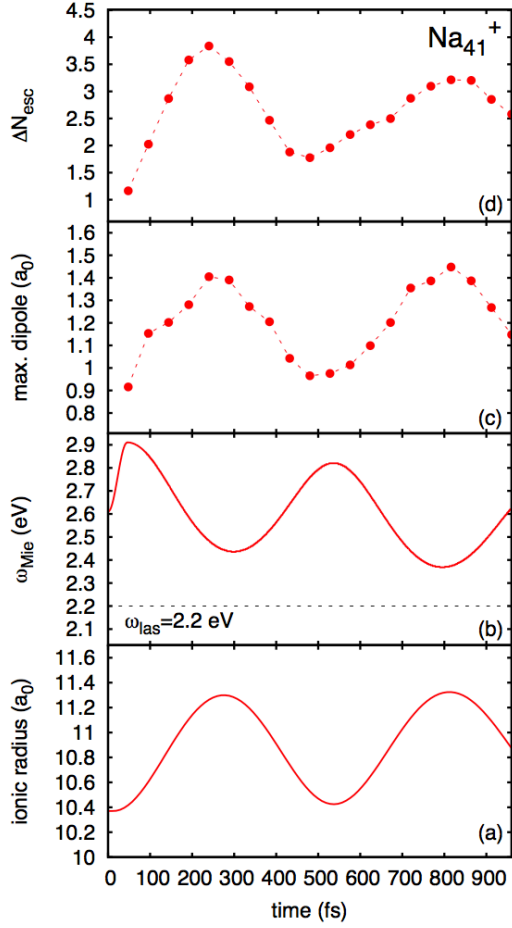 Na₄₁⁺
4.5
4
3.5
3
2.5
2
1.5
1
ΔN_esc
(d)
1.6
1.5
1.4
1.3
1.2
1.1
1
0.9
0.8
max. dipole (a₀)
(c)
2.9
2.8
2.7
2.6
2.5
2.4
2.3
2.2
2.1
ω_Mie (eV)
ω_las=2.2 eV
(b)
11.6
11.4
11.2
11
10.8
10.6
10.4
10.2
10
ionic radius (a₀)
(a)
0 100 200 300 400 500 600 700 800 900
time (fs)